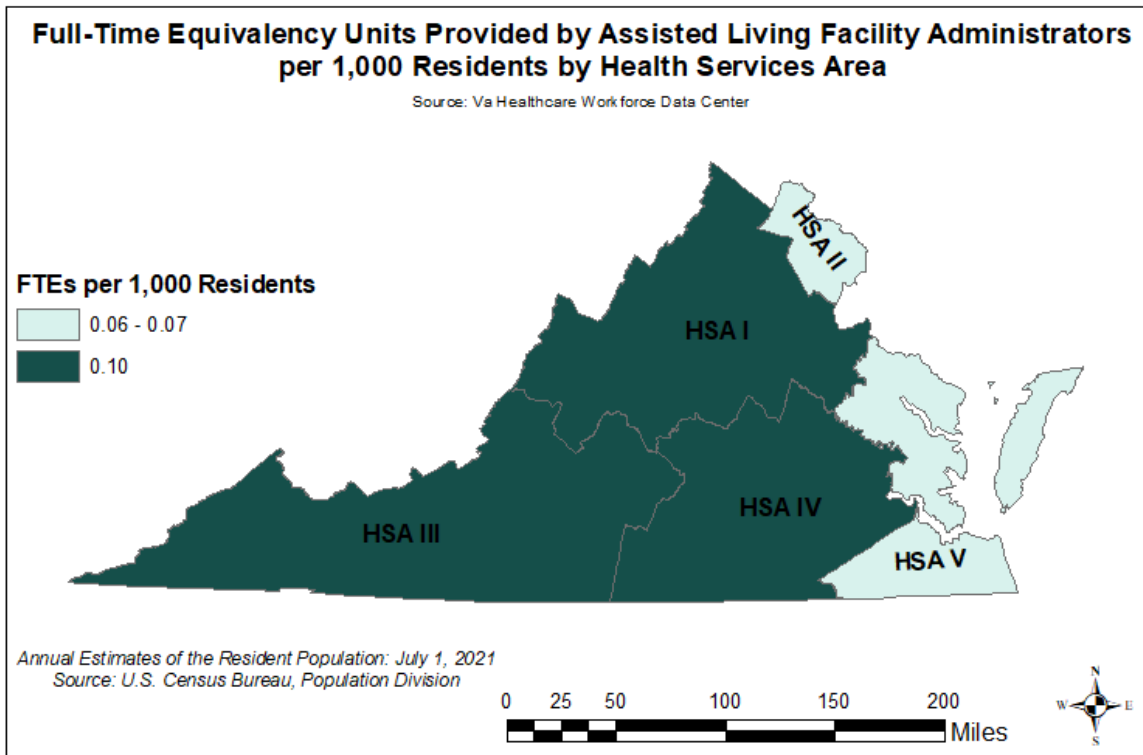 Full-Time Equivalency Units Provided by Assisted Living Facility Administrators
per 1,000 Residents by Health Services Area
Source: Va Healthcare Workforce Data Center
HSA II
FTEs per 1,000 Residents
0.06 - 0.07
0.10
HSA I
HSA III
HSA IV
HSA V
Annual Estimates of the Resident Population: July 1, 2021
Source: U.S. Census Bureau, Population Division
0 25 50 100 150 200
Miles
N
W E
S